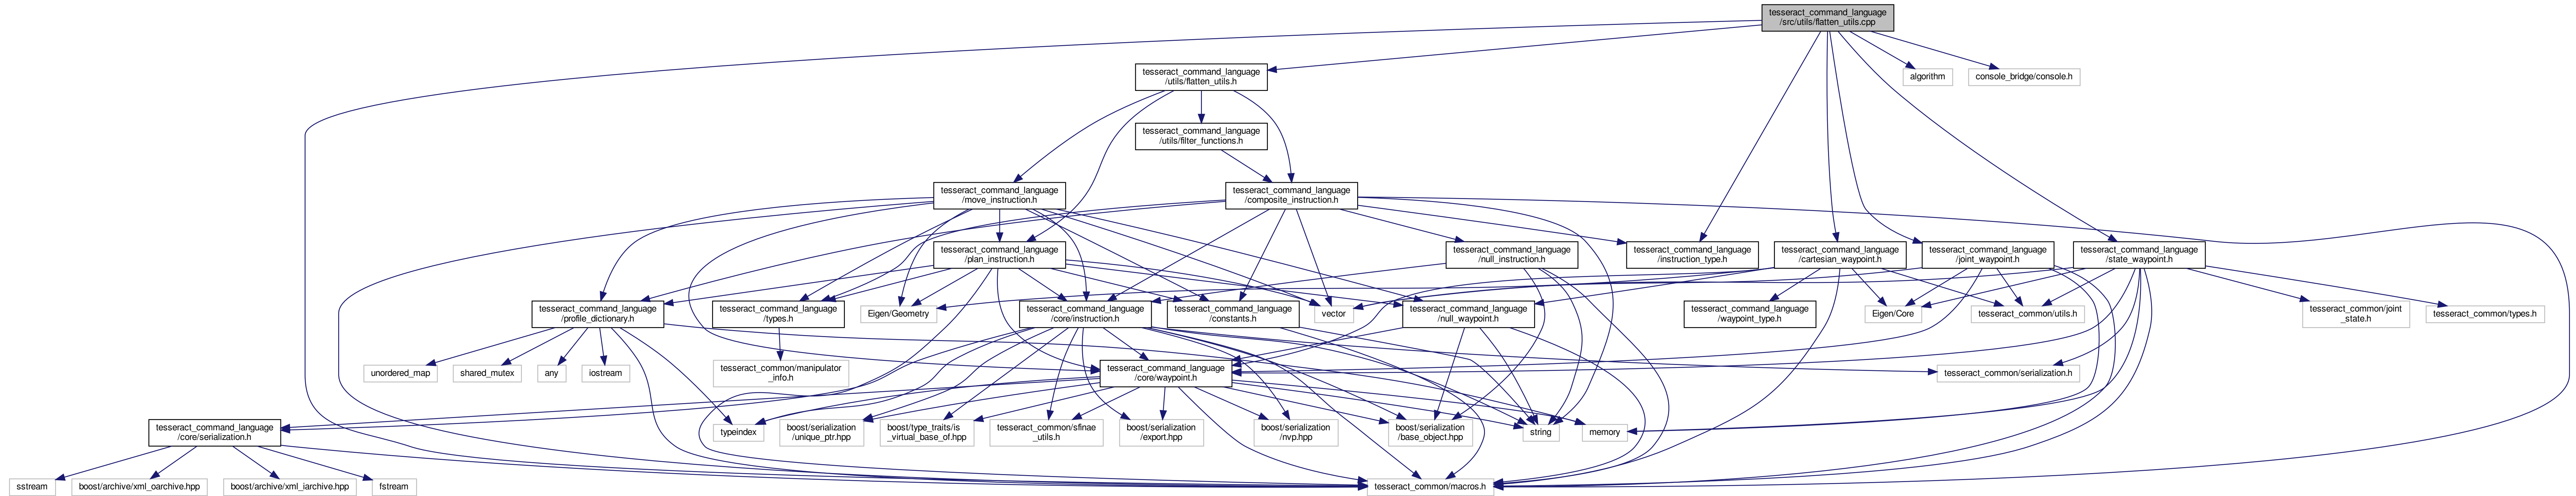 tesseract_command_language
/src/utils/flatten_utils.cpp
tesseract_command_language
/utils/flatten_utils.h
algorithm
console_bridge/console.h
tesseract_command_language
/utils/filter_functions.h
tesseract_command_language
/move_instruction.h
tesseract_command_language
/composite_instruction.h
tesseract_command_language
/plan_instruction.h
tesseract_command_language
/null_instruction.h
tesseract_command_language
/instruction_type.h
tesseract_command_language
/cartesian_waypoint.h
tesseract_command_language
/joint_waypoint.h
tesseract_command_language
/state_waypoint.h
tesseract_command_language
/profile_dictionary.h
tesseract_command_language
/types.h
Eigen/Geometry
tesseract_command_language
/core/instruction.h
tesseract_command_language
/constants.h
vector
tesseract_command_language
/null_waypoint.h
tesseract_command_language
/waypoint_type.h
Eigen/Core
tesseract_common/utils.h
tesseract_common/joint
_state.h
tesseract_common/types.h
unordered_map
shared_mutex
any
iostream
tesseract_common/manipulator
_info.h
tesseract_command_language
/core/waypoint.h
tesseract_common/serialization.h
tesseract_command_language
/core/serialization.h
typeindex
boost/serialization
/unique_ptr.hpp
boost/type_traits/is
_virtual_base_of.hpp
tesseract_common/sfinae
_utils.h
boost/serialization
/export.hpp
boost/serialization
/nvp.hpp
boost/serialization
/base_object.hpp
string
memory
sstream
boost/archive/xml_oarchive.hpp
boost/archive/xml_iarchive.hpp
fstream
tesseract_common/macros.h